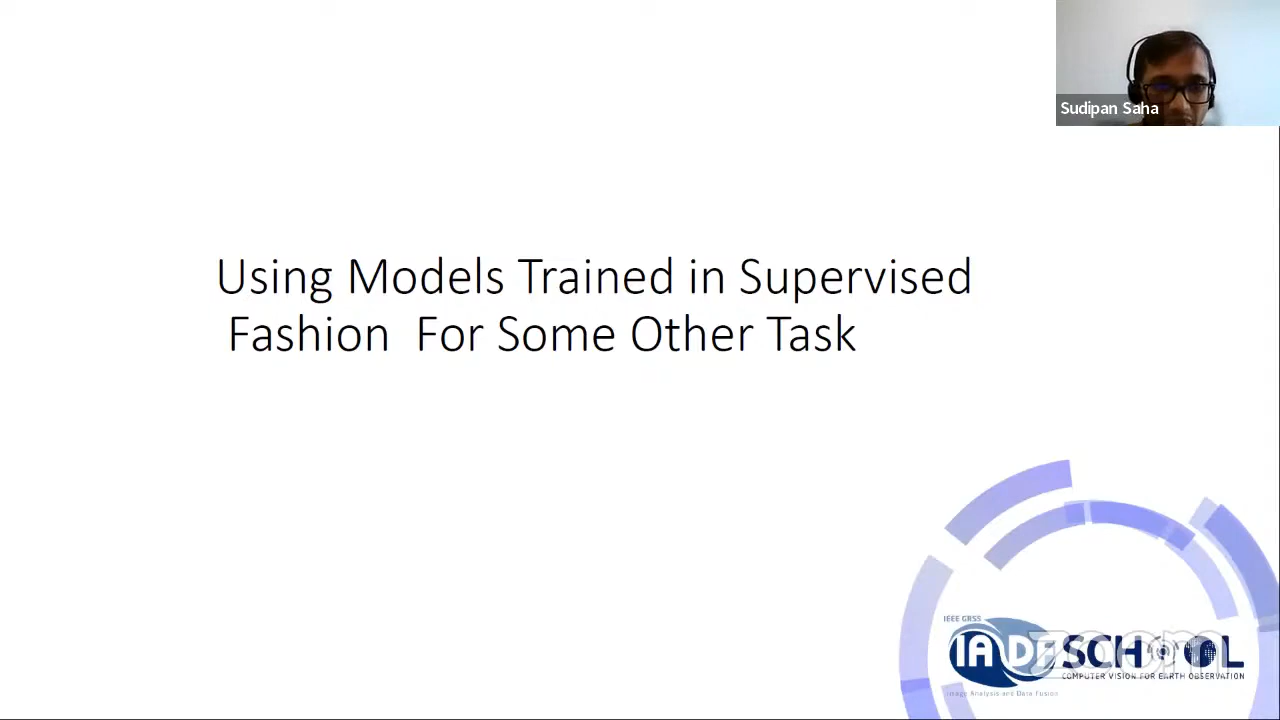 Sudipan Saha
Using Models Trained in Supervised
Fashion For Some Other Task
IEEE GRSS
IADF SCHOOL
zoom
COMPUTER VISION FOR EARTH OBSERVATION
Image Analysis and Data Fusion